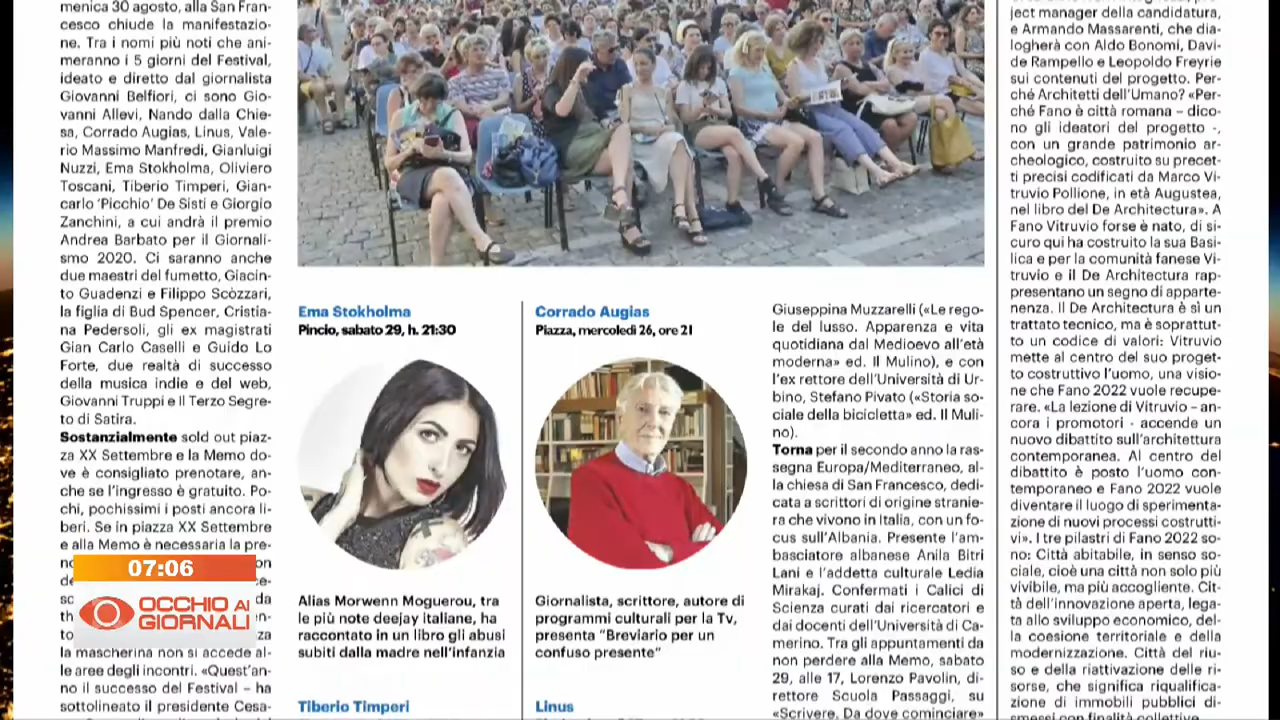 menica 30 agosto, alla San Fran-
cesco chiude la manifestazio-
ne. Tra i nomi più noti che ani-
meranno i 5 giorni del Festival,
ideato e diretto dal giornalista
Giovanni Belfiori, ci sono Gio-
vanni Allevi, Nando dalla Chie-
sa, Corrado Augias, Linus, Vale-
rio Massimo Manfredi, Gianluigi
Nuzzi, Ema Stokholma, Oliviero
Toscani, Tiberio Timperi, Gian-
carlo ‘Picchio’ De Sisti e Giorgio
Zanchini, a cui andrà il premio
Andrea Barbato per il Giornali-
smo 2020. Ci saranno anche
due maestri del fumetto, Giacin-
to Guadenzi e Filippo Scòzzari,
la figlia di Bud Spencer, Cristia-
na Pedersoli, gli ex magistrati
Gian Carlo Caselli e Guido Lo
Forte, due realtà di successo
della musica indie e del web,
Giovanni Truppi e Il Terzo Segre-
to di Satira.
Sostanzialmente sold out piaz-
za XX Settembre e la Memo do-
ve è consigliato prenotare, an-
che se l’ingresso è gratuito. Po-
chi, pochissimi i posti ancora li-
beri. Se in piazza XX Settembre
e alla Memo è necessaria la pre-
la mascherina non si accede al-
le aree degli incontri. «Quest’an-
no il successo del Festival – ha
sottolineato il presidente Cesa-
07:06
OCCHIO AI
GIORNALI
Ema Stokholma
Pincio, sabato 29, h. 21:30
Alias Morwenn Moguerou, tra
le più note deejay italiane, ha
raccontato in un libro gli abusi
subiti dalla madre nell’infanzia
Tiberio Timperi
Corrado Augias
Piazza, mercoledì 26, ore 21
Giornalista, scrittore, autore di
programmi culturali per la Tv,
presenta “Breviario per un
confuso presente”
Linus
Giuseppina Muzzarelli («Le rego-
le del lusso. Apparenza e vita
quotidiana dal Medioevo all’età
moderna» ed. Il Mulino), e con
l’ex rettore dell’Università di Ur-
bino, Stefano Pivato («Storia so-
ciale della bicicletta» ed. Il Muli-
no).
Torna per il secondo anno la ras-
segna Europa/Mediterraneo, al-
la chiesa di San Francesco, dedi-
cata a scrittori di origine stranie-
ra che vivono in Italia, con un fo-
cus sull’Albania. Presente l’am-
basciatore albanese Anila Bitri
Lani e l’addetta culturale Ledia
Mirakaj. Confermati i Calici di
Scienza curati dai ricercatori e
dai docenti dell’Università di Ca-
merino. Tra gli appuntamenti da
non perdere alla Memo, sabato
29, alle 17, Lorenzo Pavolin, di-
rettore Scuola Passaggi, su
«Scrivere. Da dove cominciare»
ject manager della candidatura,
e Armando Massarenti, che dia-
logherà con Aldo Bonomi, Davi-
de Rampello e Leopoldo Freyrie
sui contenuti del progetto. Per-
ché Architetti dell’Umano? «Per-
ché Fano è città romana – dico-
no gli ideatori del progetto -,
con un grande patrimonio ar-
cheologico, costruito su precet-
ti precisi codificati da Marco Vi-
truvio Pollione, in età Augustea,
nel libro del De Architectura». A
Fano Vitruvio forse è nato, di si-
curo qui ha costruito la sua Basi-
lica e per la comunità fanese Vi-
truvio e il De Architectura rap-
presentano un segno di apparte-
nenza. Il De Architectura è sì un
trattato tecnico, ma è soprattut-
to un codice di valori: Vitruvio
mette al centro del suo proget-
to costruttivo l’uomo, una visio-
ne che Fano 2022 vuole recupe-
rare. «La lezione di Vitruvio – an-
cora i promotori - accende un
nuovo dibattito sull’architettura
contemporanea. Al centro del
dibattito è posto l’uomo con-
temporaneo e Fano 2022 vuole
diventare il luogo di sperimenta-
zione di nuovi processi costrutti-
vi». I tre pilastri di Fano 2022 so-
no: Città abitabile, in senso so-
ciale, cioè una città non solo più
vivibile, ma più accogliente. Cit-
tà dell’innovazione aperta, lega-
ta allo sviluppo economico, del-
la coesione territoriale e della
modernizzazione. Città del riu-
so e della riattivazione delle ri-
sorse, che significa riqualifica-
zione di immobili pubblici di-
smessi con finalità collettive